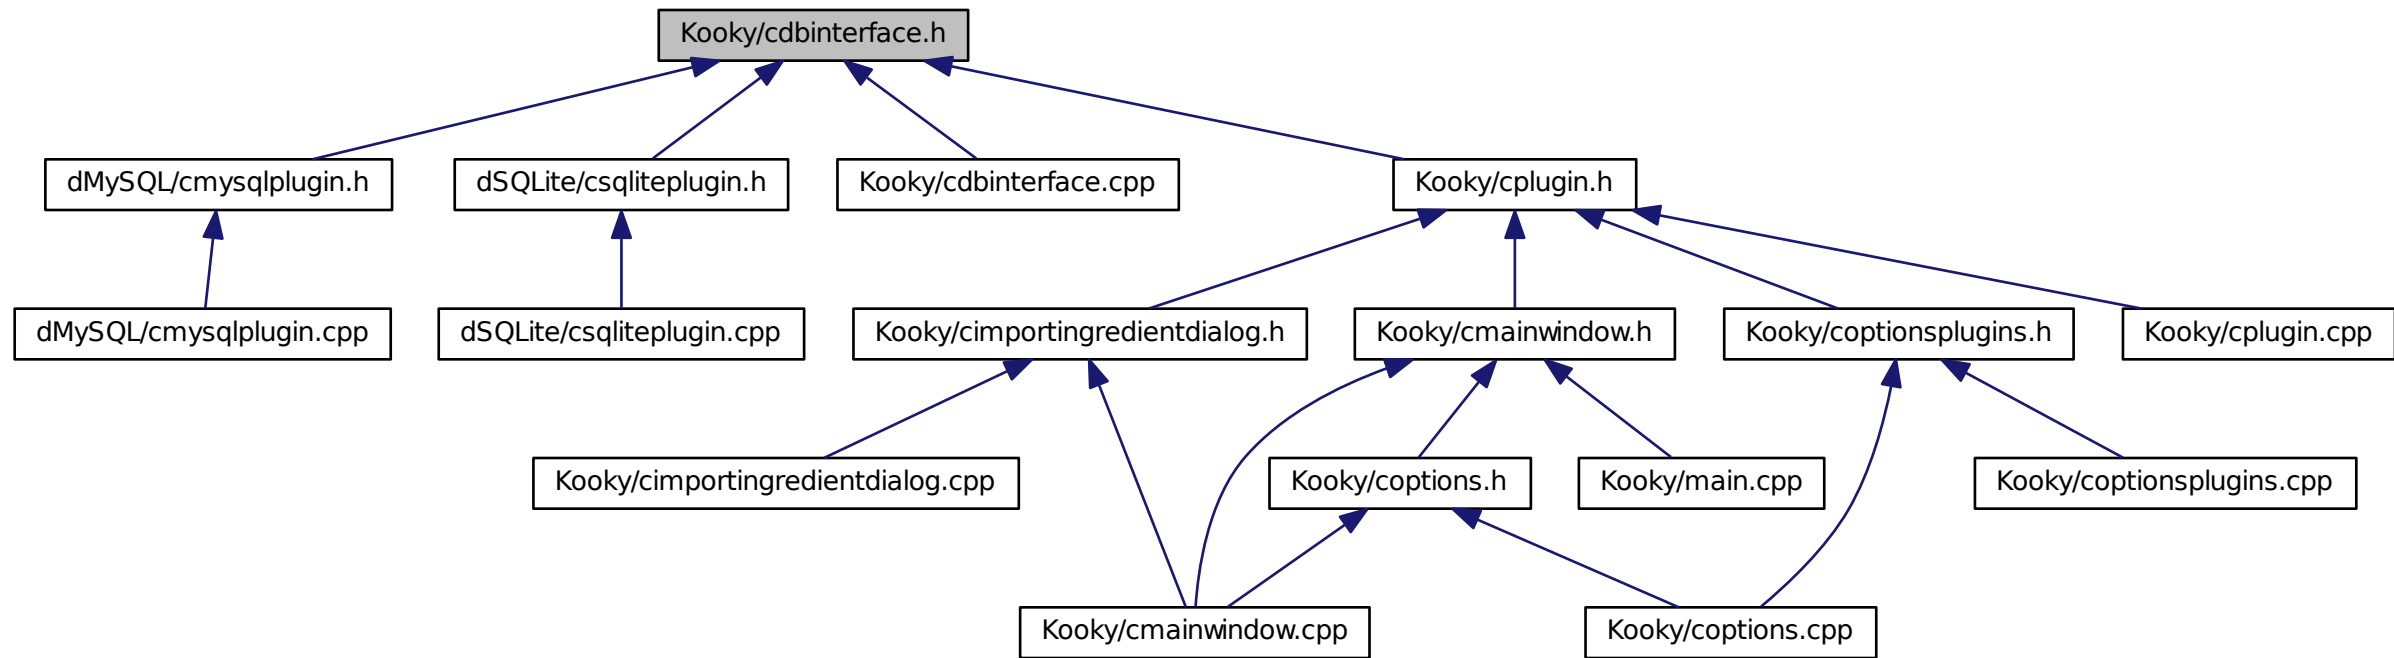 Kooky/cdbinterface.h
dMySQL/cmysqlplugin.h
dSQLite/csqliteplugin.h
Kooky/cdbinterface.cpp
Kooky/cplugin.h
dMySQL/cmysqlplugin.cpp
dSQLite/csqliteplugin.cpp
Kooky/cimportingredientdialog.h
Kooky/cmainwindow.h
Kooky/coptionsplugins.h
Kooky/cplugin.cpp
Kooky/cimportingredientdialog.cpp
Kooky/coptions.h
Kooky/main.cpp
Kooky/coptionsplugins.cpp
Kooky/cmainwindow.cpp
Kooky/coptions.cpp